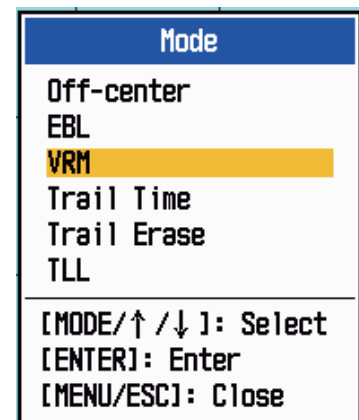 Mode
Off-center
EBL
VRM
Trail Time
Trail Erase
TLL
[MODE/↑/↓]: Select
[ENTER]: Enter
[MENU/ESC]: Close